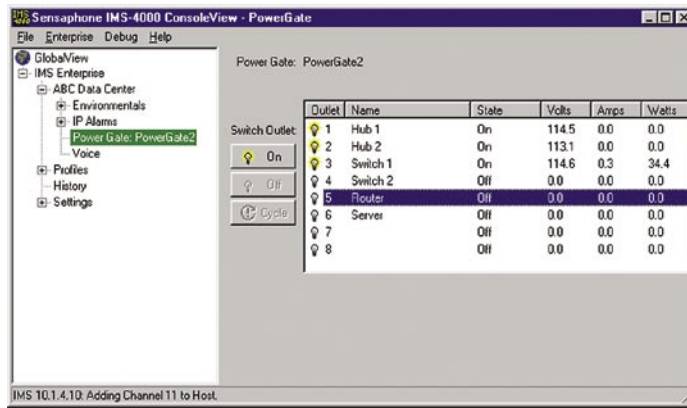 IMS 4000 Sensaphone IMS-4000 ConsoleView - PowerGate
File Enterprise Debug Help
GlobalView
IMS Enterprise
ABC Data Center
Environmentals
IP Alarms
Power Gate: PowerGate2
Voice
Profiles
History
Settings
Power Gate: PowerGate2
Switch Outlet:
On
Off
Cycle
Outlet Name State Volts Amps Watts
1 Hub 1 On 114.5 0.0 0.0
2 Hub 2 On 113.1 0.0 0.0
3 Switch 1 On 114.6 0.3 34.4
4 Switch 2 Off 0.0 0.0 0.0
5 Router Off 0.0 0.0 0.0
6 Server Off 0.0 0.0 0.0
7 Off 0.0 0.0 0.0
8 Off 0.0 0.0 0.0
IMS 10.1.4.10: Adding Channel 11 to Host.